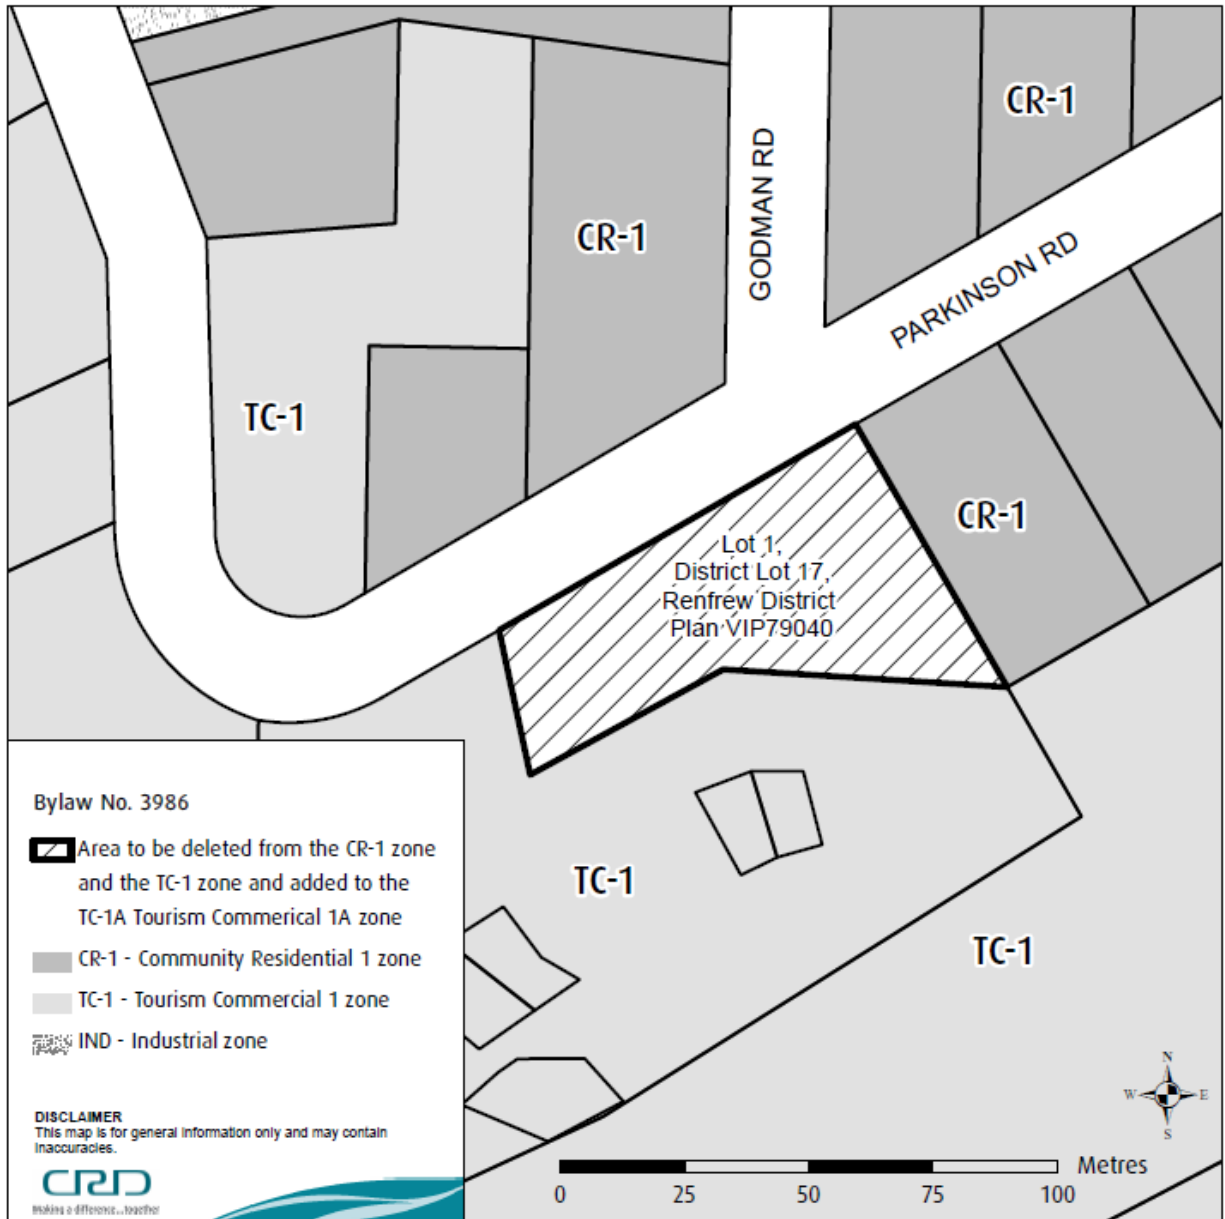 CR-1
GODMAN RD
CR-1
PARKINSON RD
TC-1
CR-1
Lot 1,
District Lot 17,
Renfrew District
Plan VIP79040
TC-1
TC-1
Bylaw No. 3986
Area to be deleted from the CR-1 zone
and the TC-1 zone and added to the
TC-1A Tourism Commerical 1A zone
CR-1 - Community Residential 1 zone
TC-1 - Tourism Commercial 1 zone
IND - Industrial zone
DISCLAIMER
This map is for general information only and may contain
inaccuracies.
CRD
Making a difference...together
N
W E
S
Metres
0 25 50 75 100